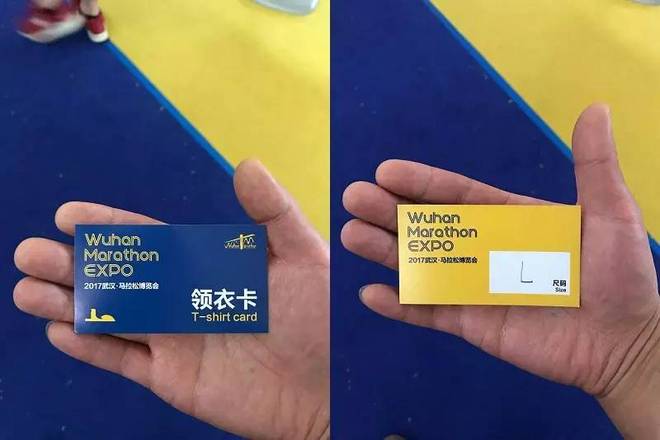 Wuhan
Marathon
EXPO
2017武汉·马拉松博览会
领衣卡
T-shirt card
Wuhan
Marathon
EXPO
2017武汉·马拉松博览会
L
尺码
Size